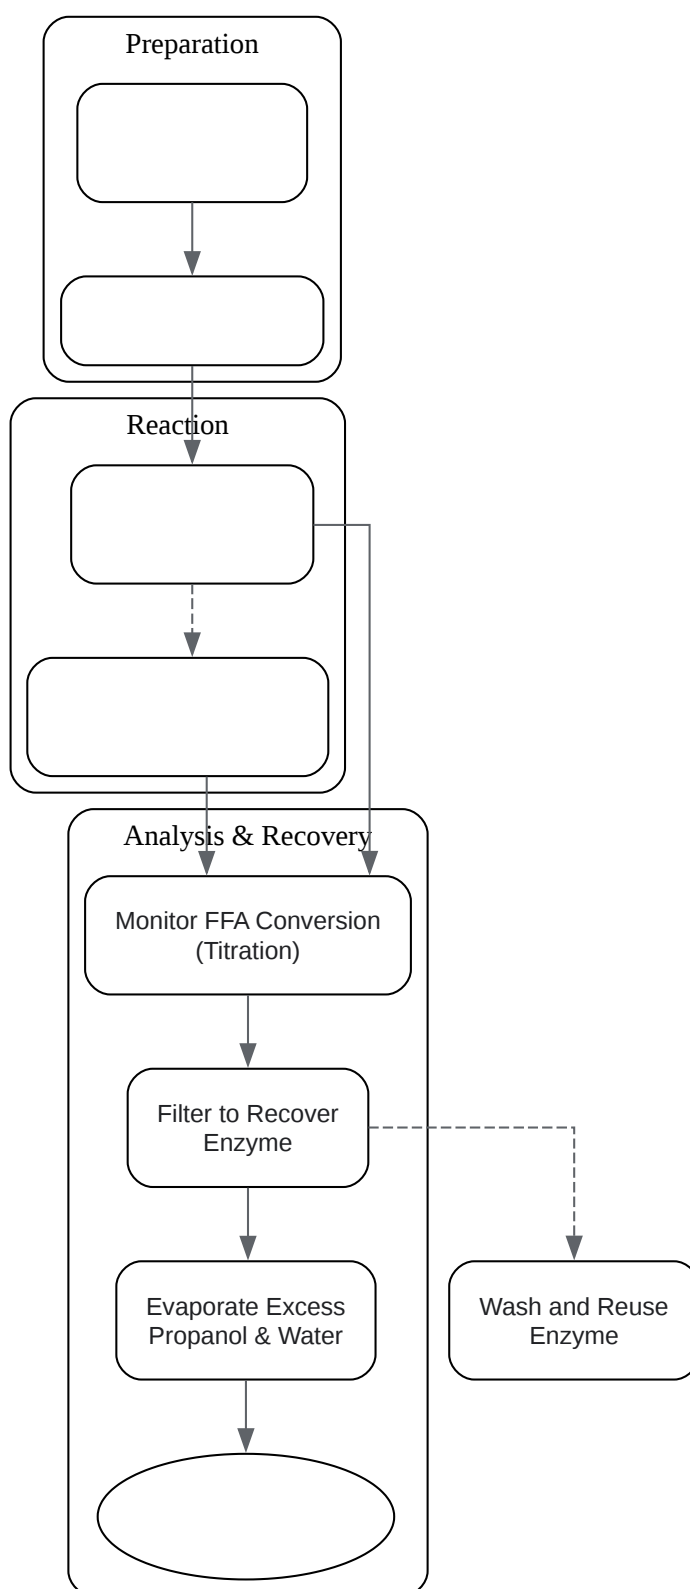 Preparation
Reaction
Analysis & Recovery
Monitor FFA Conversion
(Titration)
Filter to Recover
Enzyme
Evaporate Excess
Propanol & Water
Wash and Reuse
Enzyme